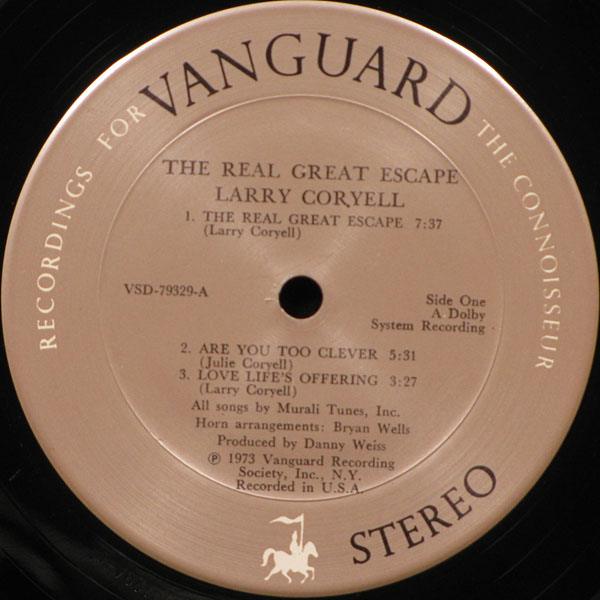 RECORDINGS FOR VANGUARD THE CONNOISSEUR
THE REAL GREAT ESCAPE
LARRY CORYELL
1. THE REAL GREAT ESCAPE 7:37
(Larry Coryell)
VSD-79329-A
Side One
A Dolby
System Recording
2. ARE YOU TOO CLEVER 5:31
(Julie Coryell)
3. LOVE LIFE'S OFFERING 3:27
(Larry Coryell)
All songs by Murali Tunes, Inc.
Horn arrangements: Bryan Wells
Produced by Danny Weiss
℗ 1973 Vanguard Recording
Society, Inc., N.Y.
Recorded in U.S.A.
STEREO